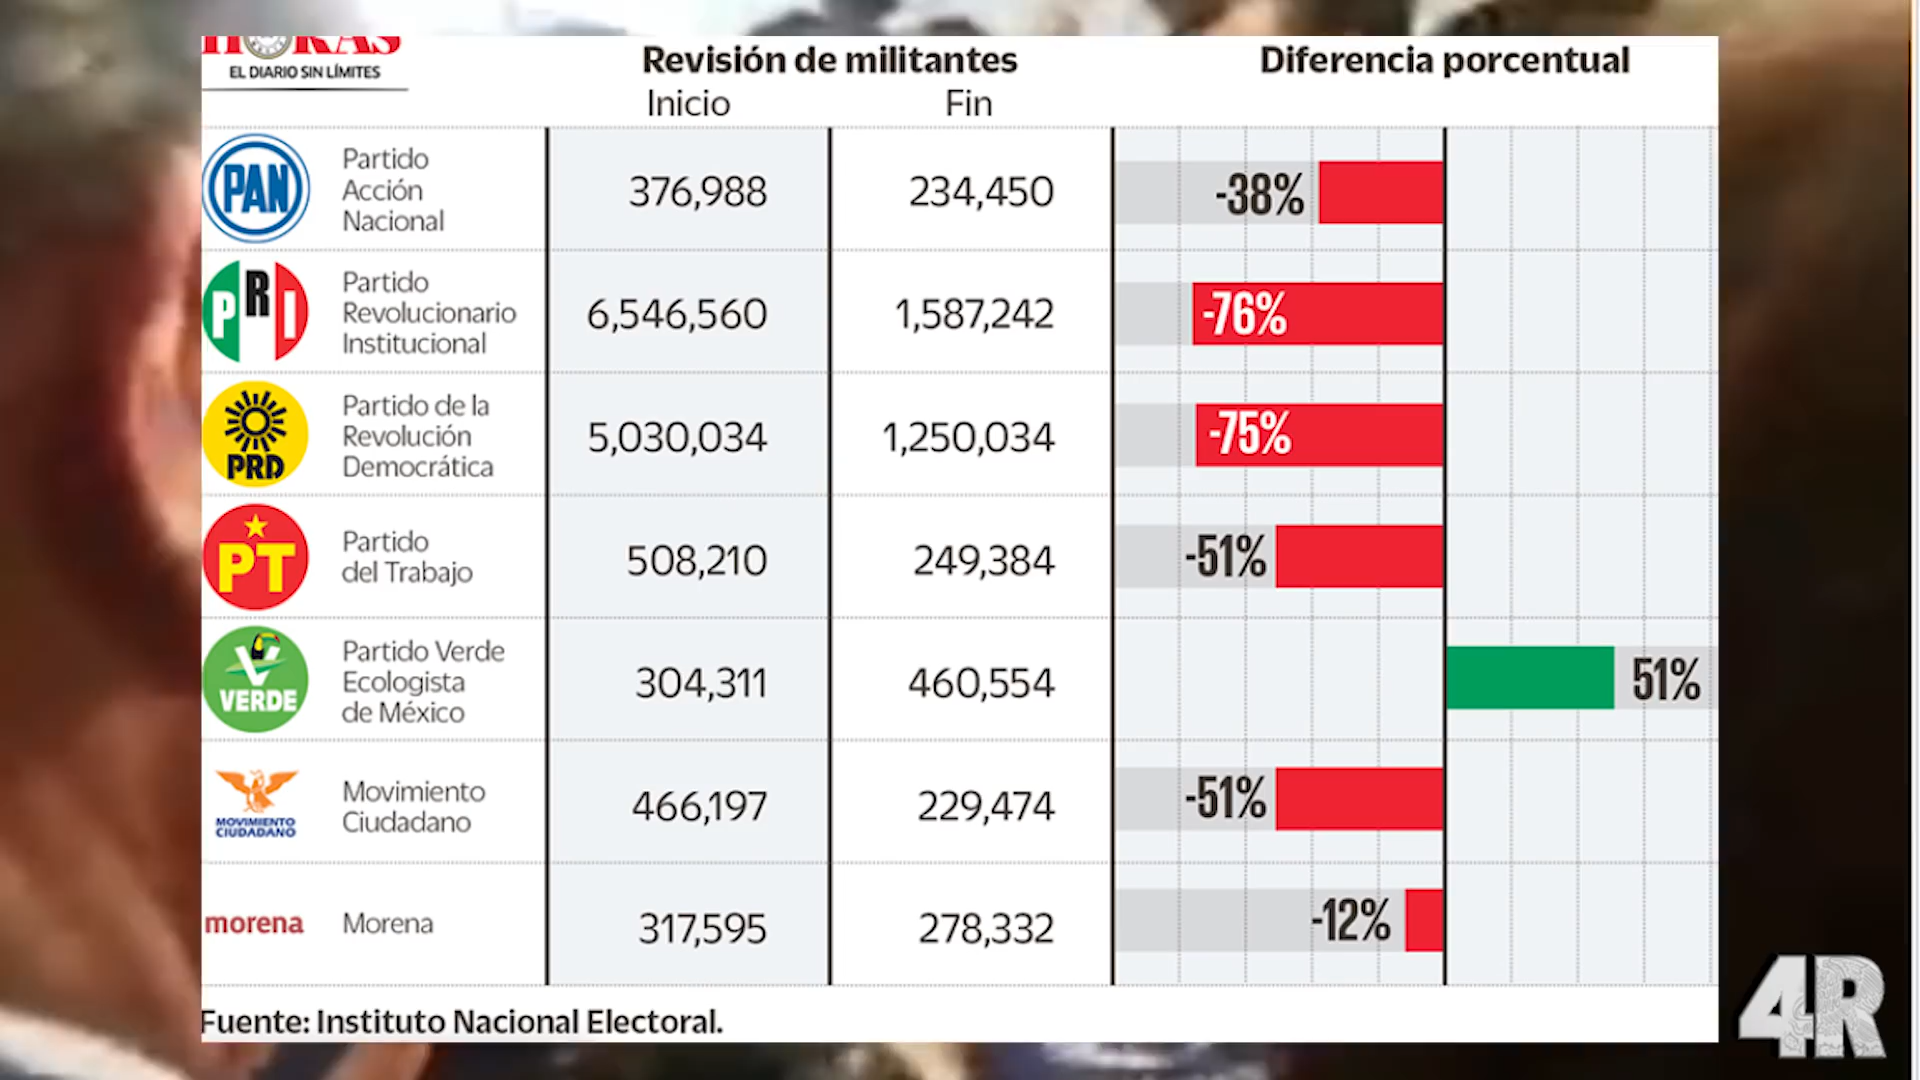 HORAS
EL DIARIO SIN LÍMITES
Revisión de militantes
Inicio
Fin
Diferencia porcentual
PAN
Partido
Acción
Nacional
376,988
234,450
-38%
PRI
Partido
Revolucionario
Institucional
6,546,560
1,587,242
-76%
PRD
Partido de la
Revolución
Democrática
5,030,034
1,250,034
-75%
PT
Partido
del Trabajo
508,210
249,384
-51%
VERDE
Partido Verde
Ecologista
de México
304,311
460,554
51%
MOVIMIENTO
CIUDADANO
Movimiento
Ciudadano
466,197
229,474
-51%
morena
Morena
317,595
278,332
-12%
Fuente: Instituto Nacional Electoral.
4R